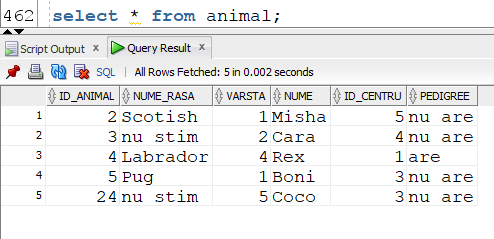 462 select * from animal;
Script Output × Query Result ×
SQL | All Rows Fetched: 5 in 0.002 seconds
ID_ANIMAL NUME_RASA VARSTA NUME ID_CENTRU PEDIGREE
1 2 Scotish 1 Misha 5 nu are
2 3 nu stim 2 Cara 4 nu are
3 4 Labrador 4 Rex 1 are
4 5 Pug 1 Boni 3 nu are
5 24 nu stim 5 Coco 3 nu are